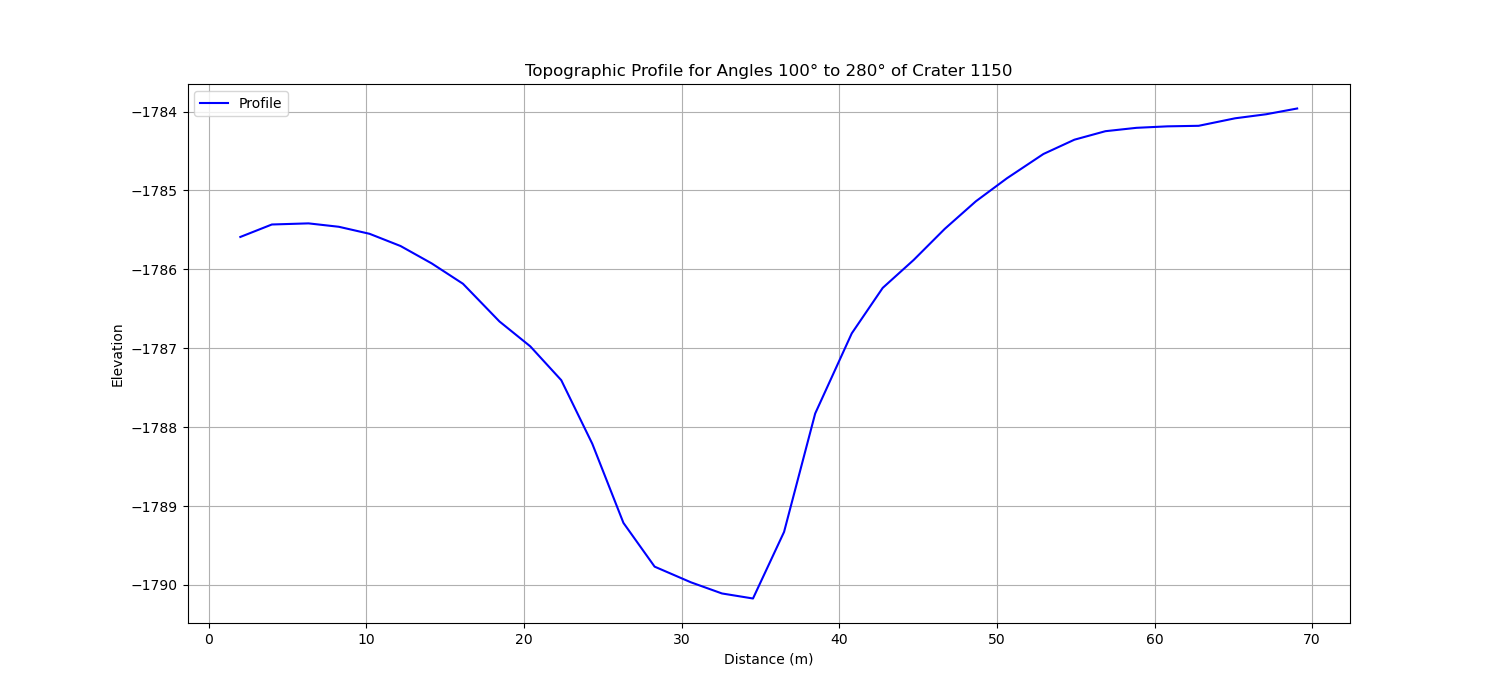 Topographic Profile for Angles 100° to 280° of Crater 1150
Profile
−1784
−1785
−1786
−1787
−1788
−1789
−1790
Elevation
0 10 20 30 40 50 60 70
Distance (m)